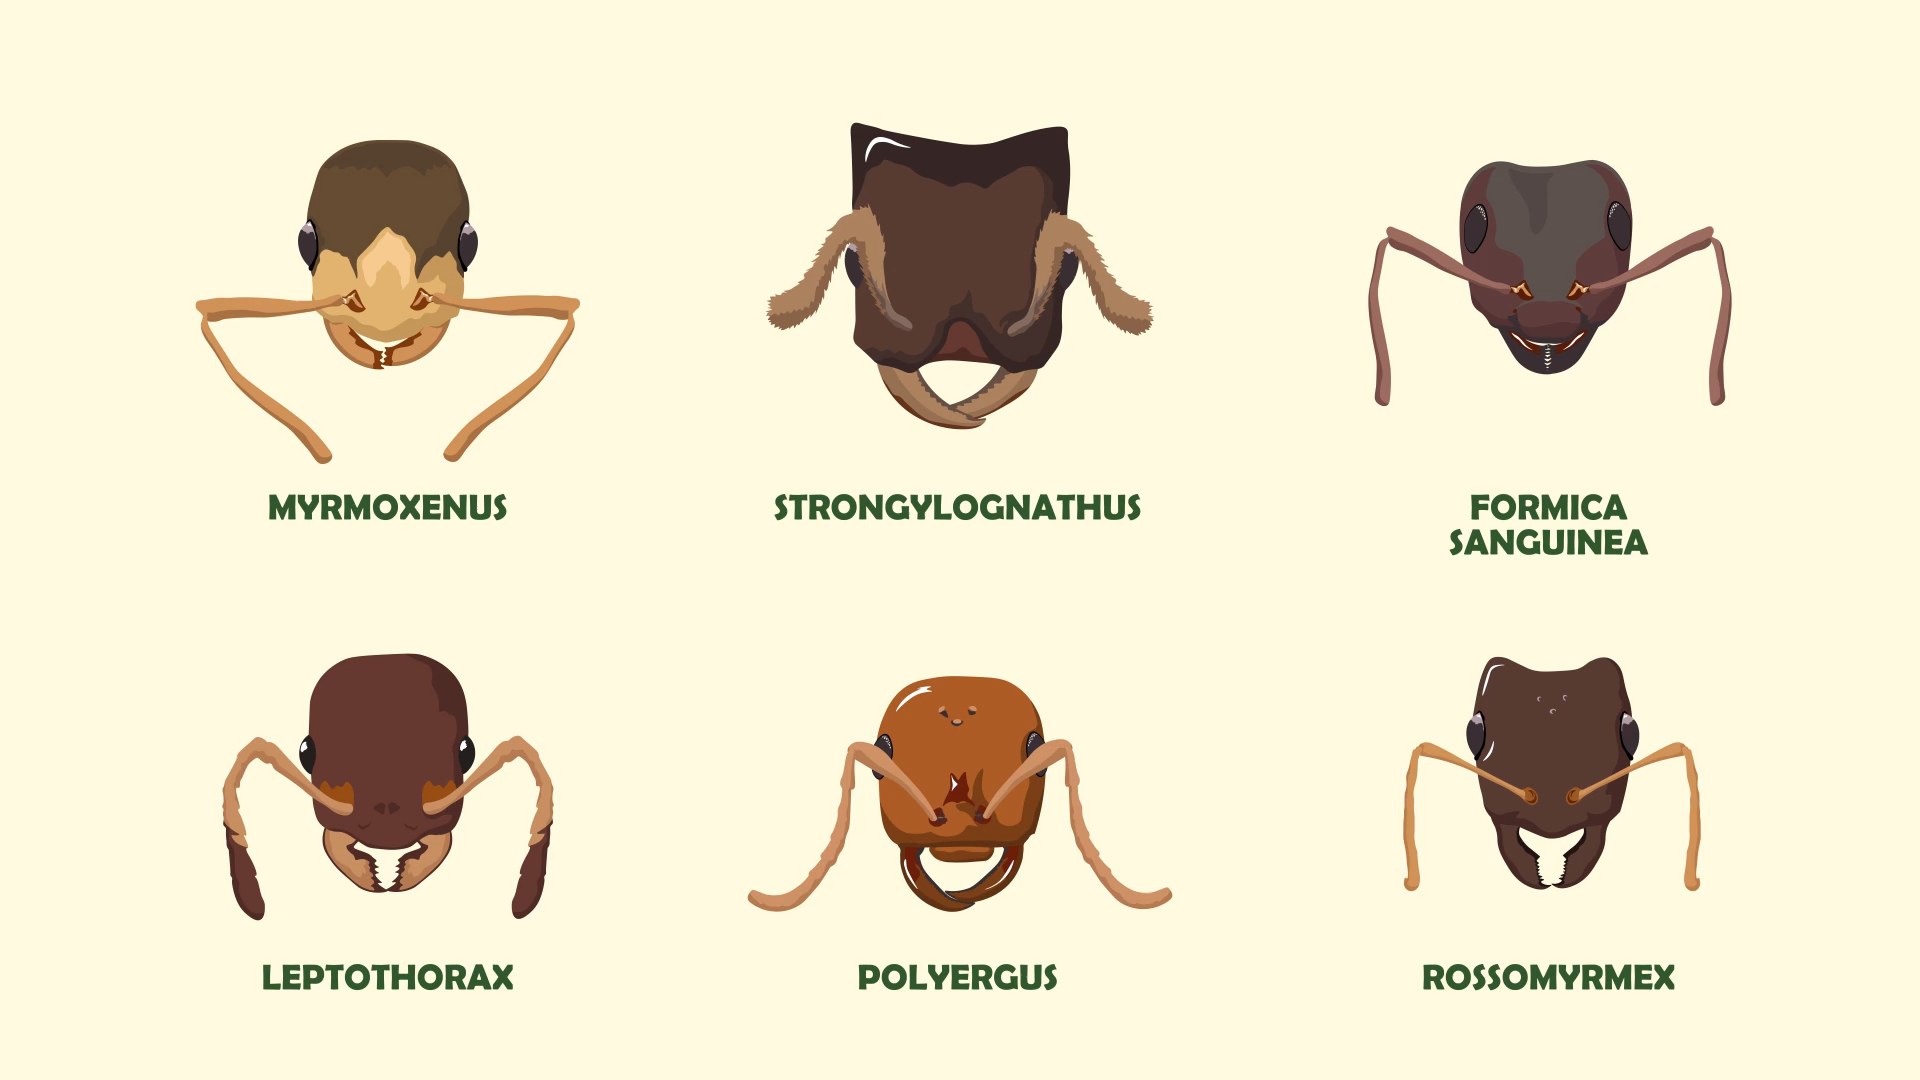 MYRMOXENUS
STRONGYLOGNATHUS
FORMICA
SANGUINEA
LEPTOTHORAX
POLYERGUS
ROSSOMYRMEX